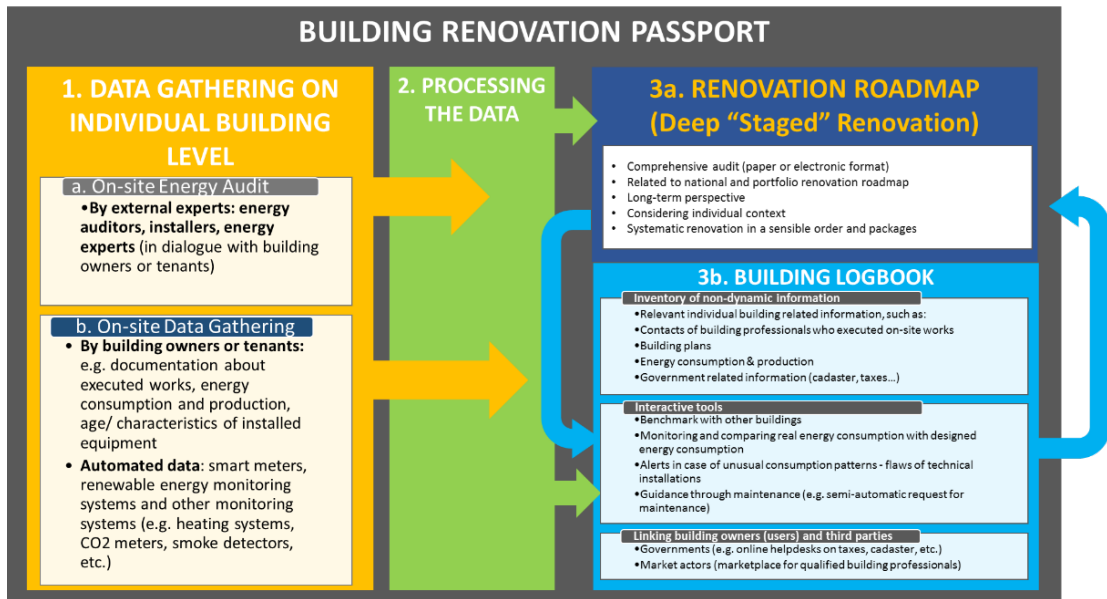 BUILDING RENOVATION PASSPORT
1. DATA GATHERING ON
INDIVIDUAL BUILDING
LEVEL
a. On-site Energy Audit
•By external experts: energy
auditors, installers, energy
experts (in dialogue with building
owners or tenants)
b. On-site Data Gathering
• By building owners or tenants:
e.g. documentation about
executed works, energy
consumption and production,
age/ characteristics of installed
equipment
• Automated data: smart meters,
renewable energy monitoring
systems and other monitoring
systems (e.g. heating systems,
CO2 meters, smoke detectors,
etc.)
2. PROCESSING
THE DATA
3a. RENOVATION ROADMAP
(Deep “Staged” Renovation)
• Comprehensive audit (paper or electronic format)
• Related to national and portfolio renovation roadmap
• Long-term perspective
• Considering individual context
• Systematic renovation in a sensible order and packages
3b. BUILDING LOGBOOK
Inventory of non-dynamic information
•Relevant individual building related information, such as:
•Contacts of building professionals who executed on-site works
•Building plans
•Energy consumption & production
•Government related information (cadaster, taxes...)
Interactive tools
•Benchmark with other buildings
•Monitoring and comparing real energy consumption with designed
energy consumption
•Alerts in case of unusual consumption patterns - flaws of technical
installations
•Guidance through maintenance (e.g. semi-automatic request for
maintenance)
Linking building owners (users) and third parties
•Governments (e.g. online helpdesks on taxes, cadaster, etc.)
•Market actors (marketplace for qualified building professionals)